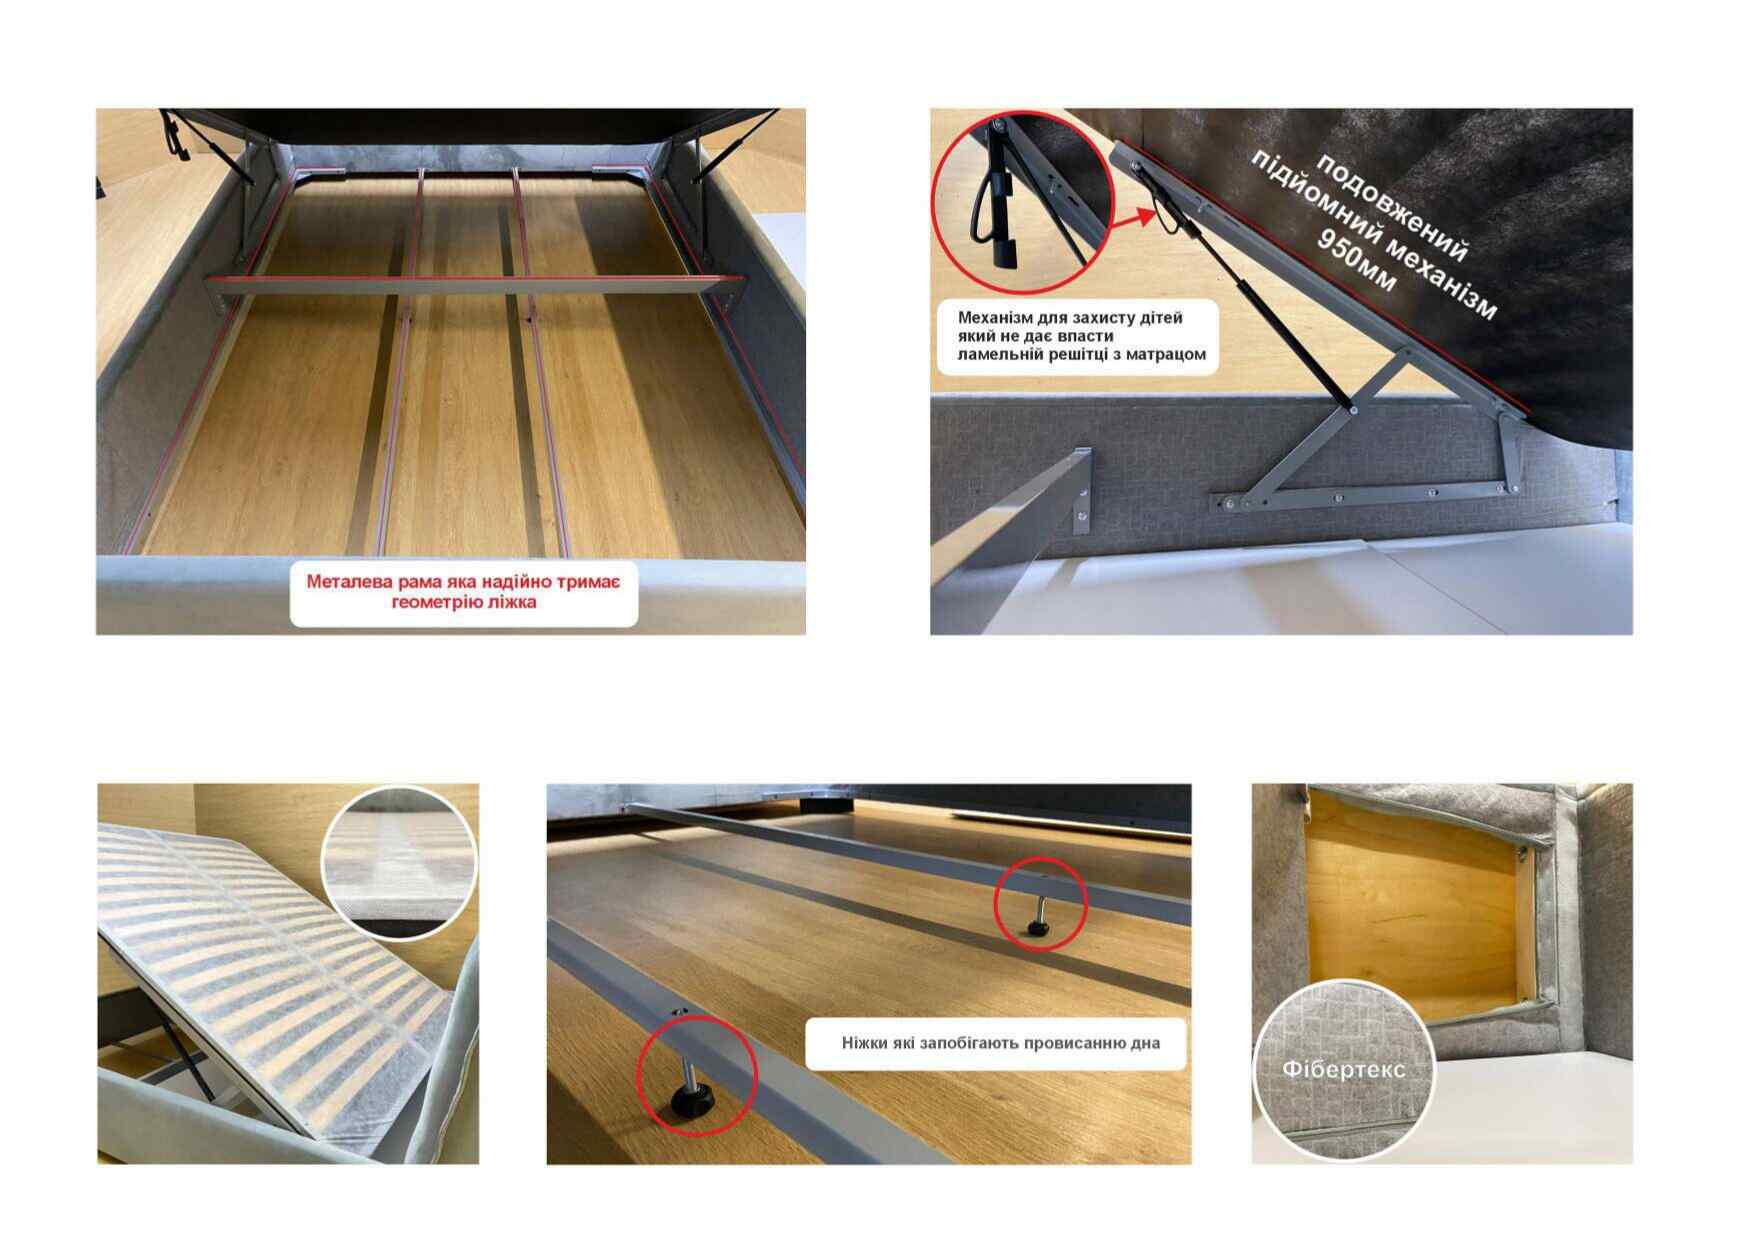 Металева рама яка надійно тримає
геометрію ліжка
подовжений
підйомний механізм
950мм
Механізм для захисту дітей
який не дає впасти
ламельній решітці з матрацом
Ніжки які запобігають провисанню дна
Фібертекс